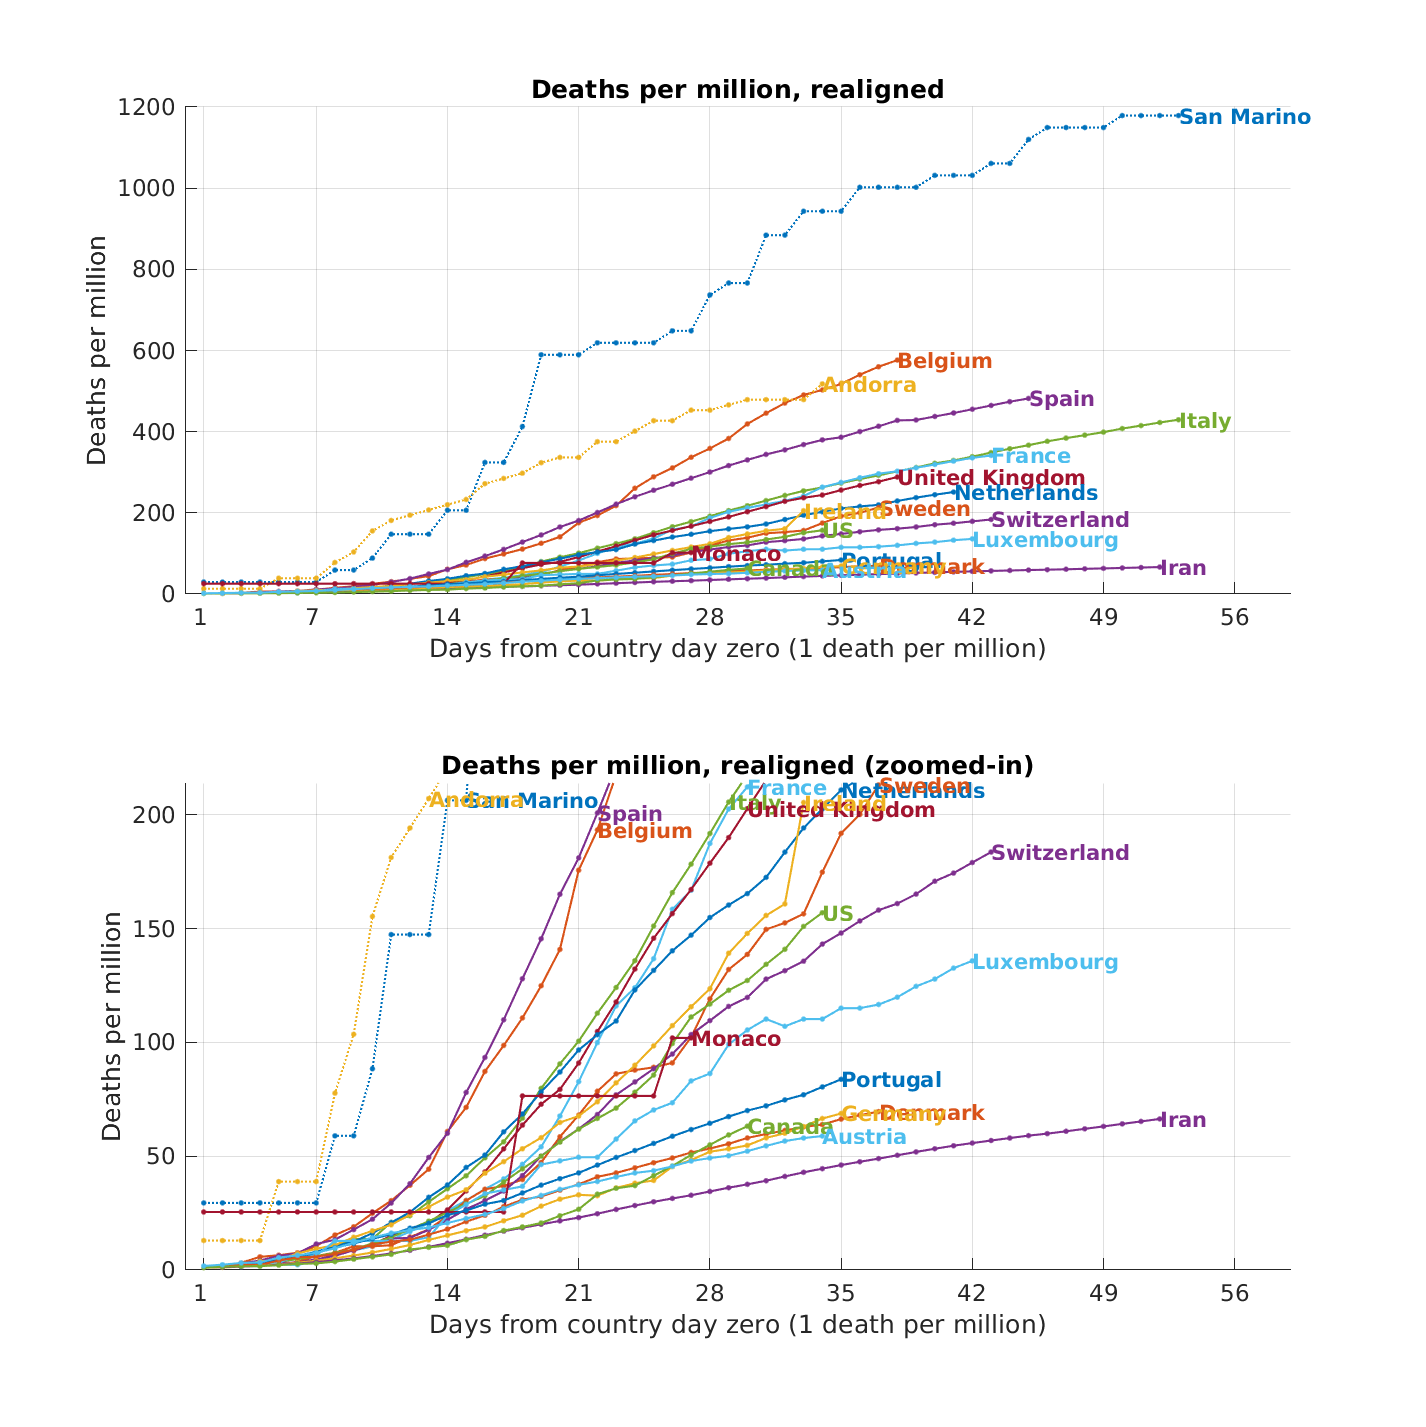 Deaths per million, realigned
1200
1000
800
600
400
200
0
Deaths per million
San Marino
Belgium
Andorra
Spain
Italy
France
United Kingdom
Netherlands
Sweden
Ireland
Switzerland
US
Luxembourg
Monaco
Portugal
Canada
Germany
Denmark
Austria
Iran
1 7 14 21 28 35 42 49 56
Days from country day zero (1 death per million)
Deaths per million, realigned (zoomed-in)
200
150
100
50
0
Deaths per million
Andorra
San Marino
Spain
Belgium
France
Italy
United Kingdom
Ireland
Netherlands
Sweden
Switzerland
US
Luxembourg
Monaco
Portugal
Germany
Denmark
Canada
Austria
Iran
1 7 14 21 28 35 42 49 56
Days from country day zero (1 death per million)